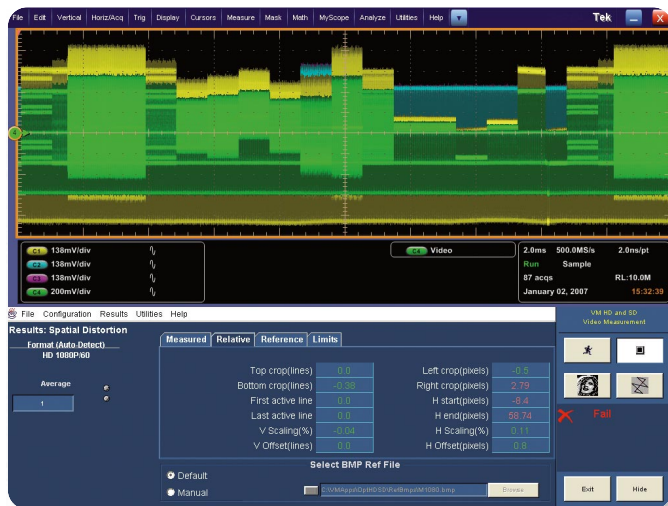 File Edit Vertical Horiz/Acq Trig Display Cursors Measure Mask Math MyScope Analyze Utilities Help Tek X
4
C1 138mV/div
C2 138mV/div
C3 138mV/div
C4 200mV/div
C4 Video
2.0ms 500.0MS/s 2.0ns/pt
Run Sample
87 acqs RL:10.0M
January 02, 2007 15:32:39
File Configuration Results Utilities Help
VM HD and SD
Video Measurement
Results: Spatial Distortion
Format (Auto-Detect)
HD 1080P/60
Average
1
Measured Relative Reference Limits
Top crop(lines) 0.0 Left crop(pixels) -0.5
Bottom crop(lines) -0.38 Right crop(pixels) 2.79
First active line 0.0 H start(pixels) -8.4
Last active line 0.0 H end(pixels) 58.74
V Scaling(%) -0.04 H Scaling(%) 0.11
V Offset(lines) 0.0 H Offset(pixels) 0.8
Fail
Select BMP Ref File
Default
Manual
C:\VMApps\OptHDSD\RefBmps\M1080.bmp Browse
Exit Hide